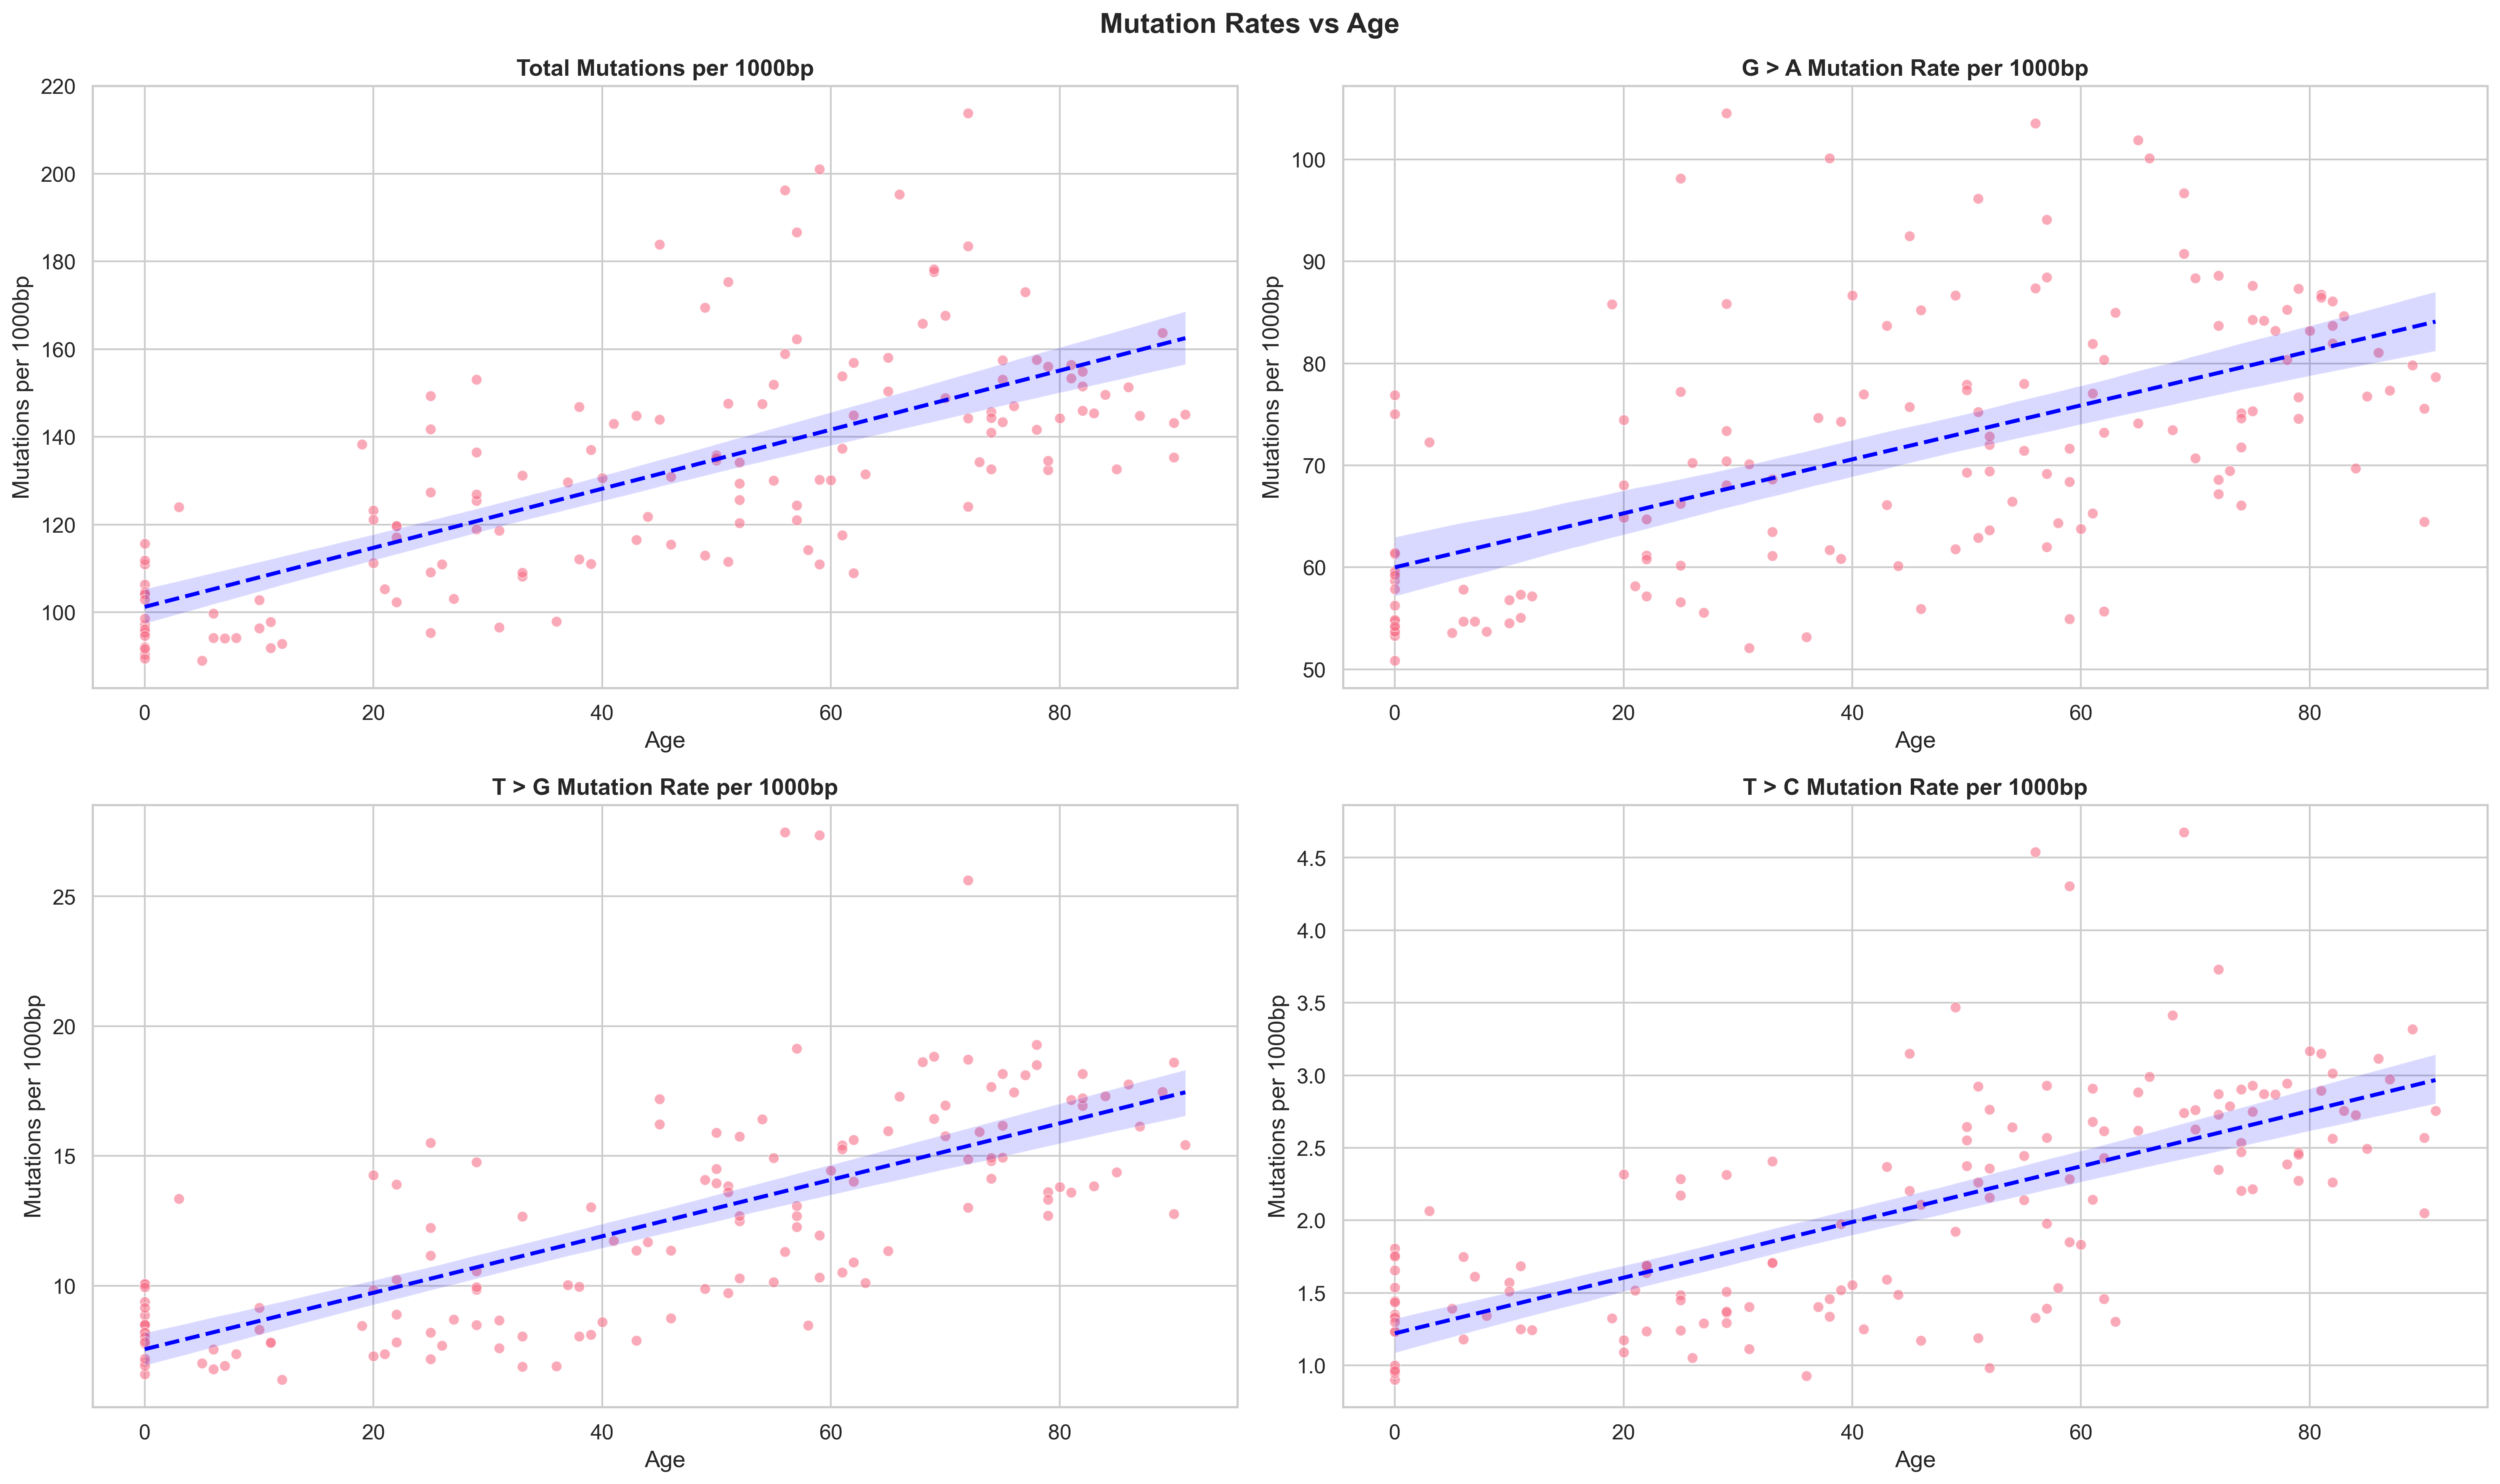 Mutation Rates vs Age
Total Mutations per 1000bp
Mutations per 1000bp
220
200
180
160
140
120
100
0 20 40 60 80
Age
G > A Mutation Rate per 1000bp
Mutations per 1000bp
100
90
80
70
60
50
0 20 40 60 80
Age
T > G Mutation Rate per 1000bp
Mutations per 1000bp
25
20
15
10
0 20 40 60 80
Age
T > C Mutation Rate per 1000bp
Mutations per 1000bp
4.5
4.0
3.5
3.0
2.5
2.0
1.5
1.0
0 20 40 60 80
Age